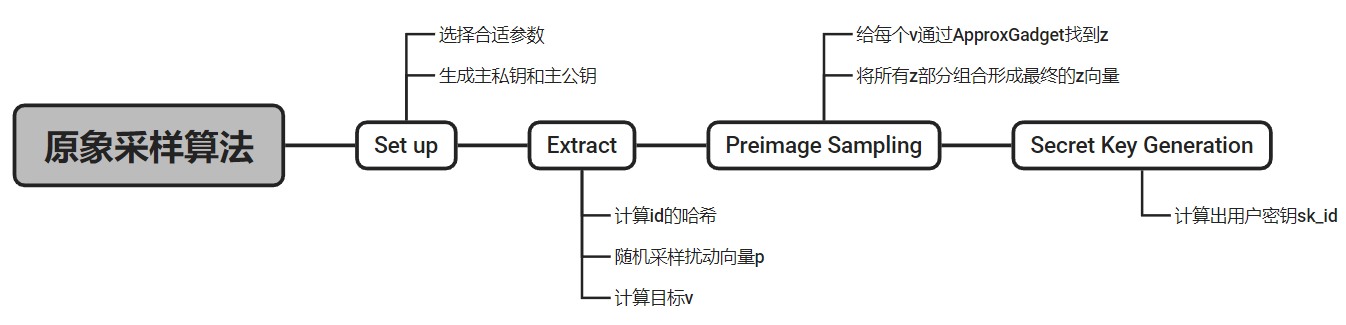 原象采样算法
Set up
选择合适参数
生成主私钥和主公钥
Extract
计算id的哈希
随机采样扰动向量p
计算目标v
Preimage Sampling
给每个v通过ApproxGadget找到z
将所有z部分组合形成最终的z向量
Secret Key Generation
计算出用户密钥sk_id